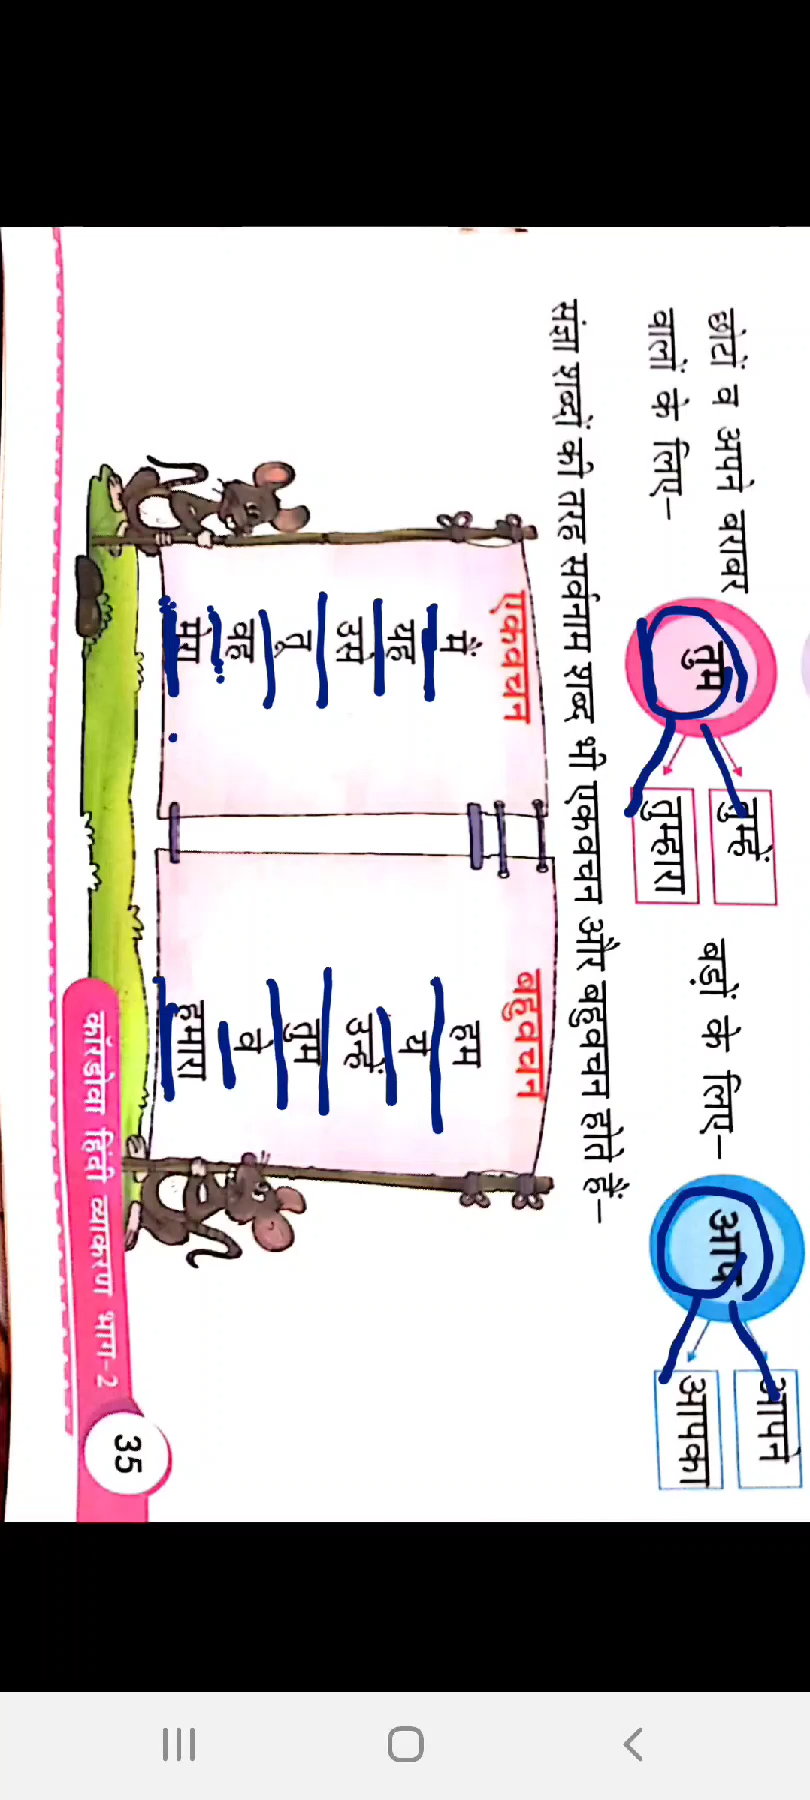 छोटों व अपने बराबर
वालों के लिए–
तुम
तुम्हें
तुम्हारा
बड़ों के लिए–
आप
आपने
आपका
संज्ञा शब्दों की तरह सर्वनाम शब्द भी एकवचन और बहुवचन होते हैं–
एकवचन बहुवचन
मैं हम
यह ये
उसे उन्हें
तू तुम
वह वे
मेरा हमारा
कॉरडोवा हिंदी व्याकरण भाग-2
35